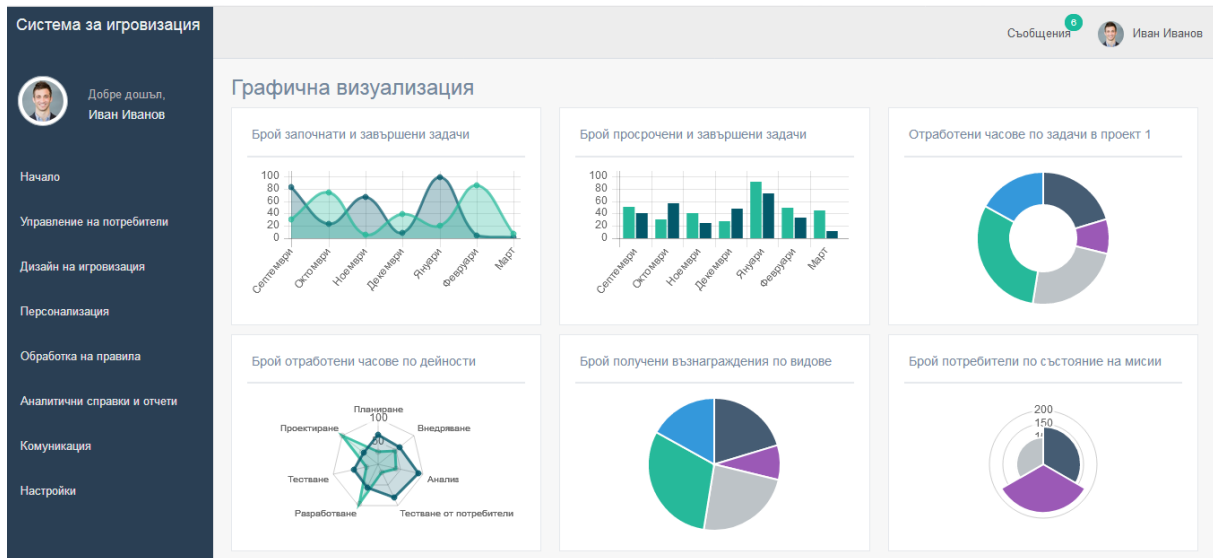 Система за игровизация
6
Съобщения
Иван Иванов
Добре дошъл,
Иван Иванов
Начало
Управление на потребители
Дизайн на игровизация
Персонализация
Обработка на правила
Аналитични справки и отчети
Комуникация
Настройки
Графична визуализация
Брой започнати и завършени задачи
100
80
60
40
20
0
Септември
Октомври
Ноември
Декември
Януари
Февруари
Март
Брой просрочени и завършени задачи
100
80
60
40
20
0
Септември
Октомври
Ноември
Декември
Януари
Февруари
Март
Отработени часове по задачи в проект 1
Брой отработени часове по дейности
Планиране
100
50
Проектиране
Внедряване
Тестване
Анализ
Разработване
Тестване от потребители
Брой получени възнаграждения по видове
Брой потребители по състояние на мисии
200
150